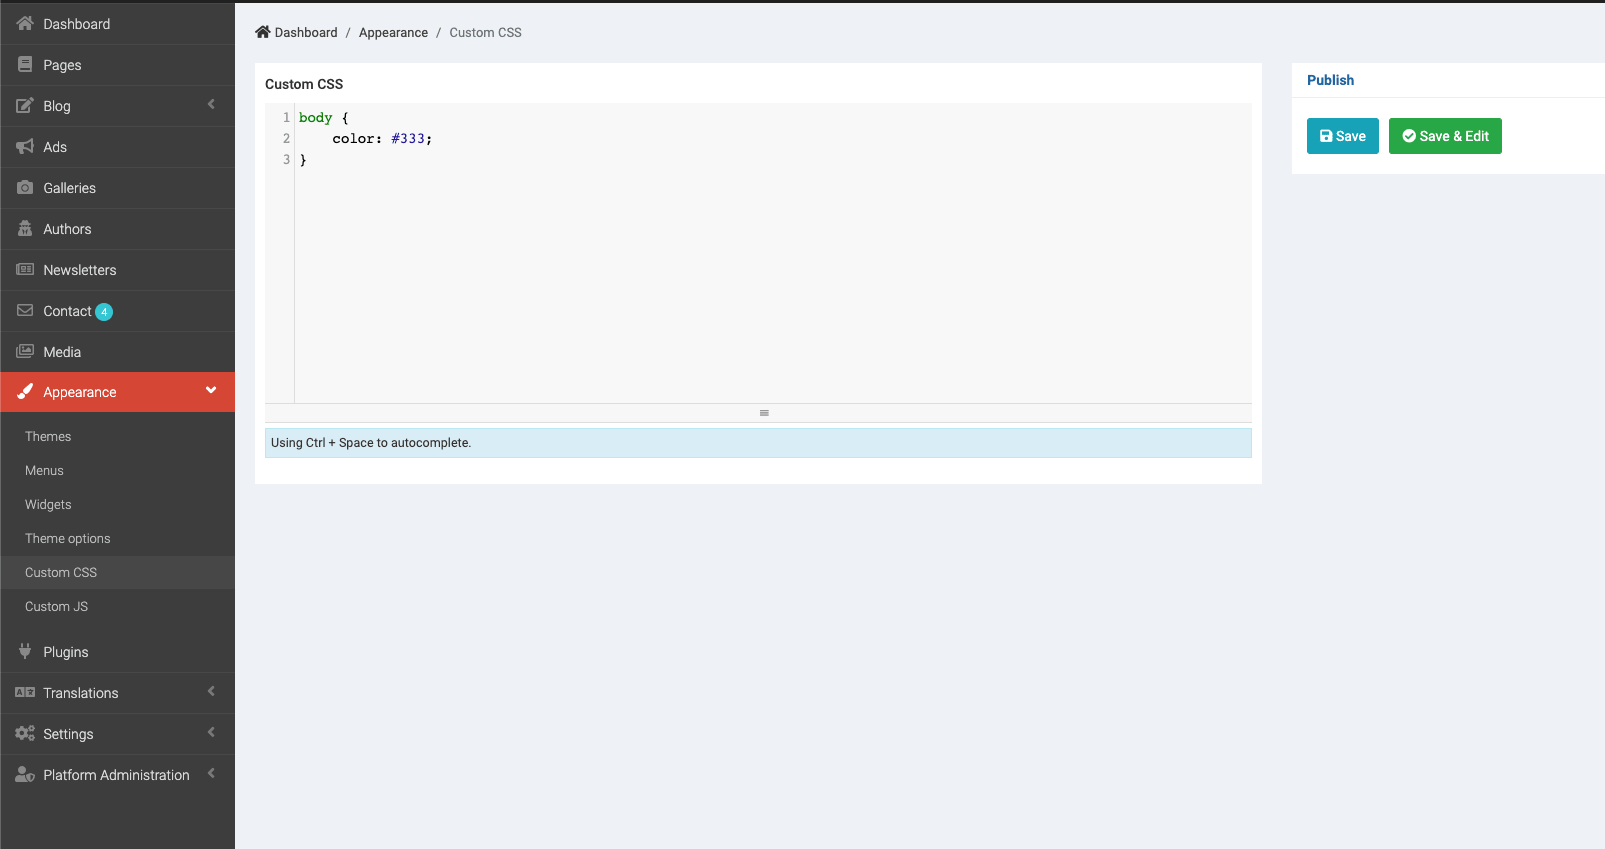 Dashboard
Pages
Blog
Ads
Galleries
Authors
Newsletters
Contact 4
Media
Appearance
Themes
Menus
Widgets
Theme options
Custom CSS
Custom JS
Plugins
Translations
Settings
Platform Administration
Dashboard / Appearance / Custom CSS
Custom CSS
1 body {
2     color: #333;
3 }
Using Ctrl + Space to autocomplete.
Publish
Save Save & Edit